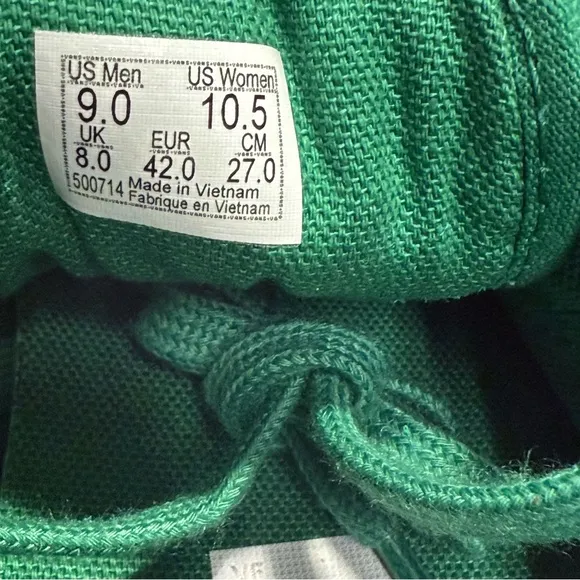 US Men US Women
9.0 10.5
UK EUR CM
8.0 42.0 27.0
500714 Made in Vietnam
Fabrique en Vietnam